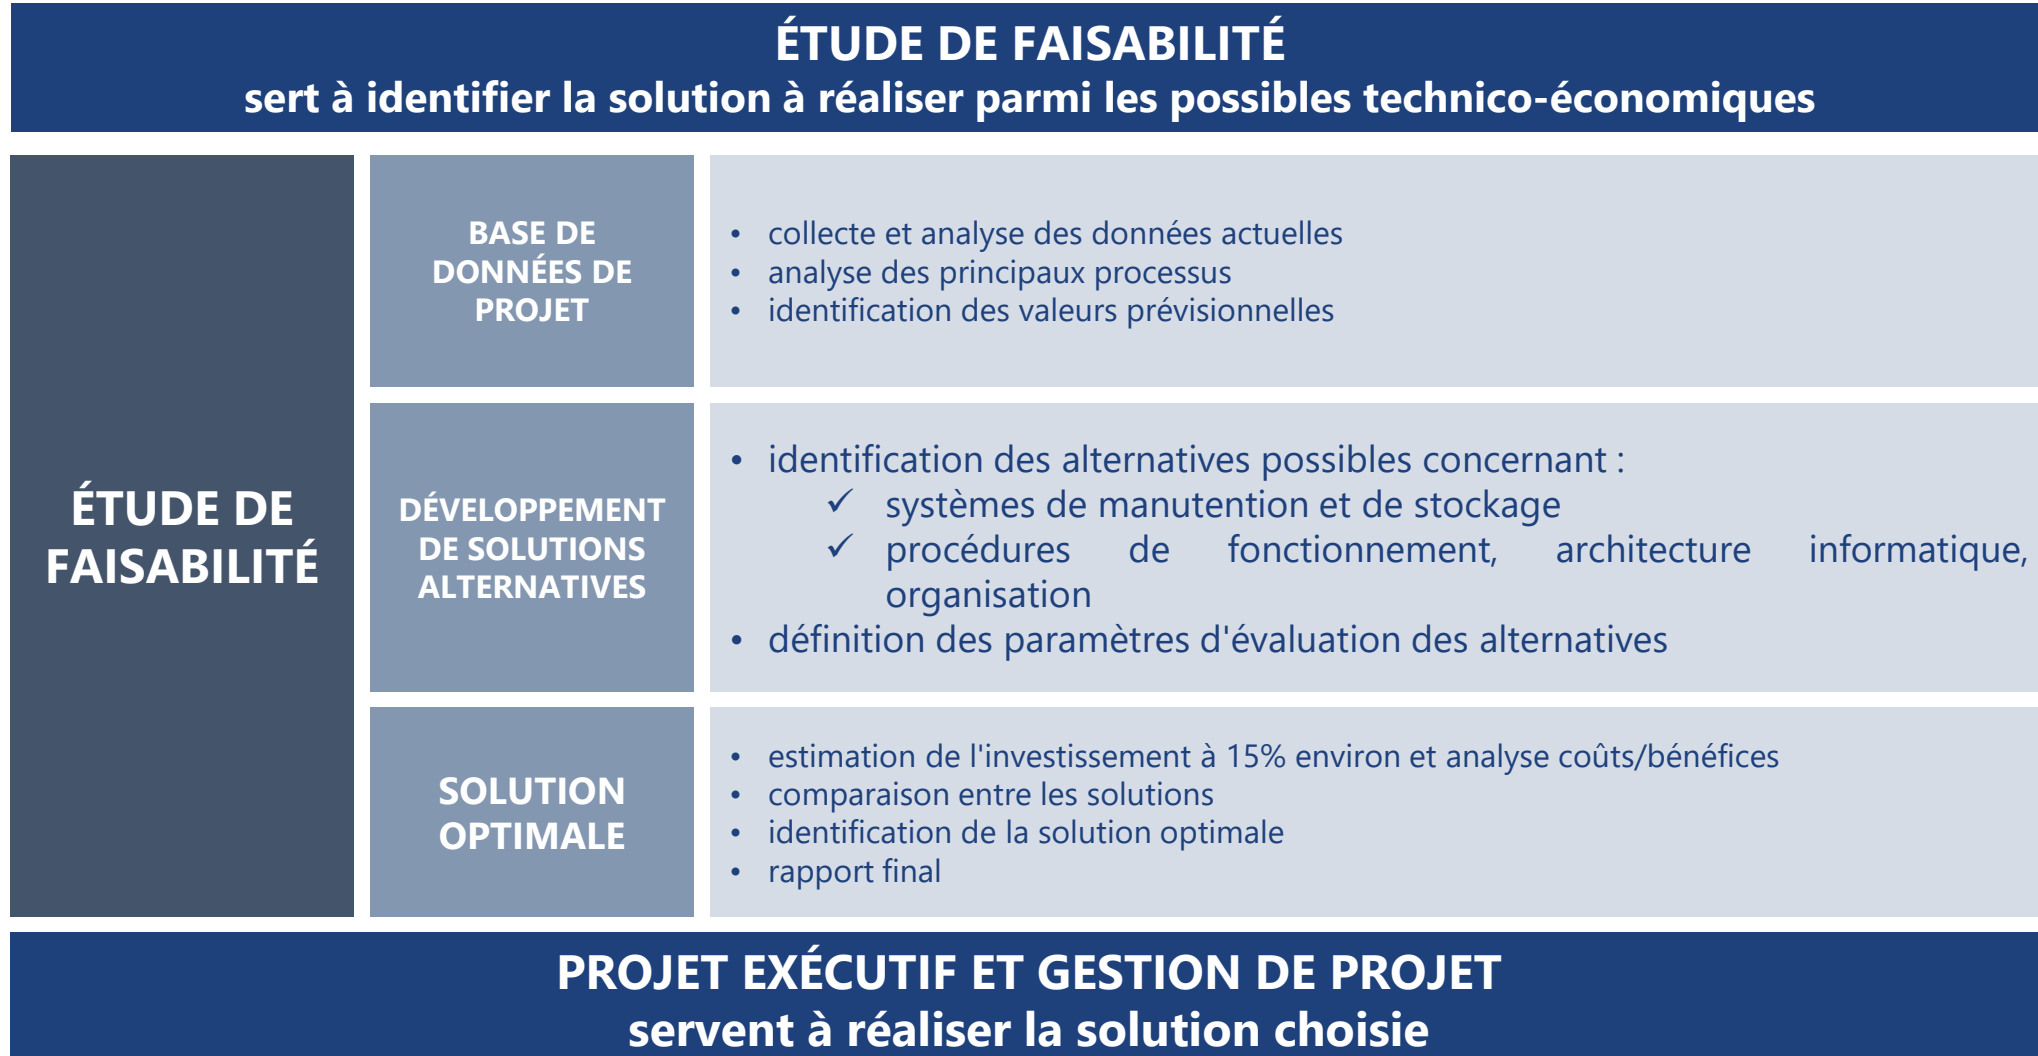 ÉTUDE DE FAISABILITÉ
sert à identifier la solution à réaliser parmi les possibles technico-économiques
ÉTUDE DE
FAISABILITÉ
BASE DE
DONNÉES DE
PROJET
• collecte et analyse des données actuelles
• analyse des principaux processus
• identification des valeurs prévisionnelles
DÉVELOPPEMENT
DE SOLUTIONS
ALTERNATIVES
• identification des alternatives possibles concernant :
✓ systèmes de manutention et de stockage
✓ procédures de fonctionnement, architecture informatique,
organisation
• définition des paramètres d'évaluation des alternatives
SOLUTION
OPTIMALE
• estimation de l'investissement à 15% environ et analyse coûts/bénéfices
• comparaison entre les solutions
• identification de la solution optimale
• rapport final
PROJET EXÉCUTIF ET GESTION DE PROJET
servent à réaliser la solution choisie